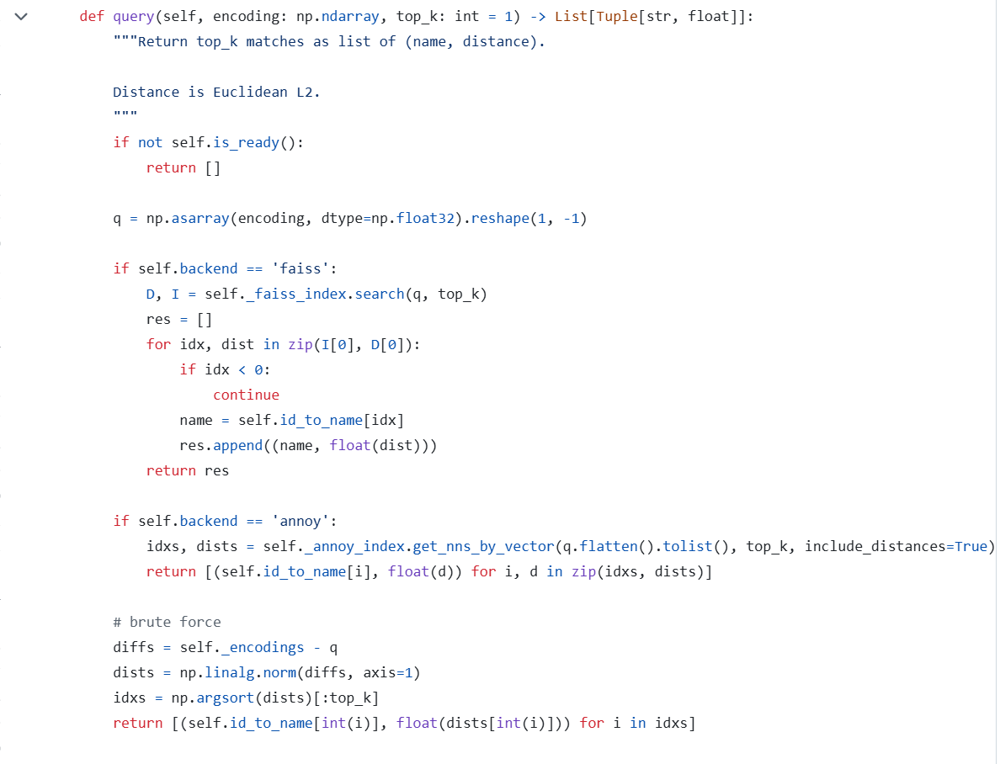 def query(self, encoding: np.ndarray, top_k: int = 1) -> List[Tuple[str, float]]:
    """Return top_k matches as list of (name, distance).

    Distance is Euclidean L2.
    """
    if not self.is_ready():
        return []

    q = np.asarray(encoding, dtype=np.float32).reshape(1, -1)

    if self.backend == 'faiss':
        D, I = self._faiss_index.search(q, top_k)
        res = []
        for idx, dist in zip(I[0], D[0]):
            if idx < 0:
                continue
            name = self.id_to_name[idx]
            res.append((name, float(dist)))
        return res

    if self.backend == 'annoy':
        idxs, dists = self._annoy_index.get_nns_by_vector(q.flatten().tolist(), top_k, include_distances=True)
        return [(self.id_to_name[i], float(d)) for i, d in zip(idxs, dists)]

    # brute force
    diffs = self._encodings - q
    dists = np.linalg.norm(diffs, axis=1)
    idxs = np.argsort(dists)[:top_k]
    return [(self.id_to_name[int(i)], float(dists[int(i)])) for i in idxs]